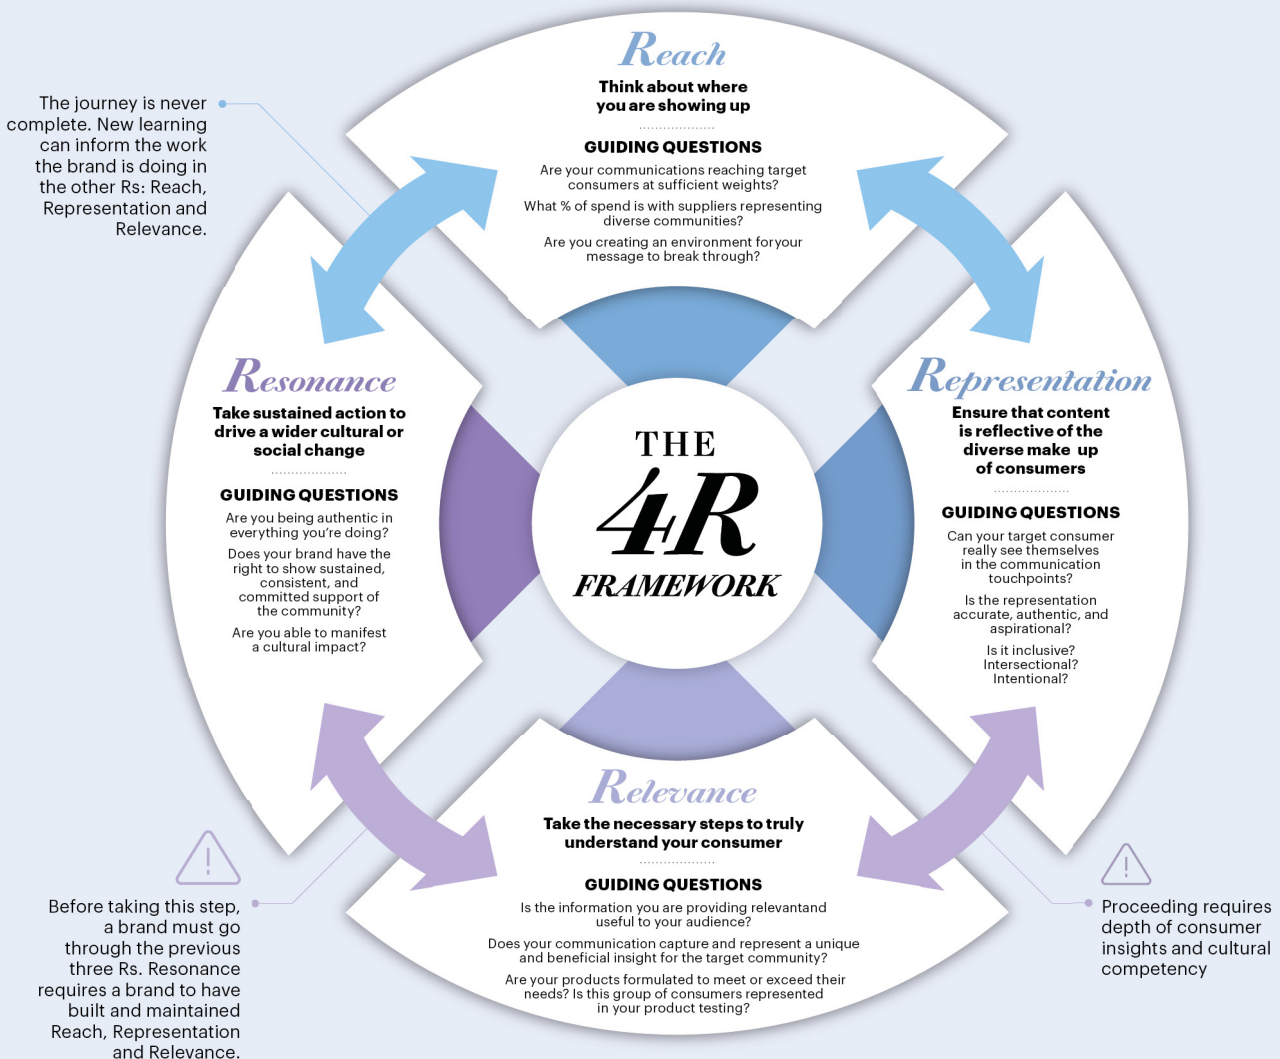 Reach
Think about where
you are showing up
GUIDING QUESTIONS
Are your communications reaching target
consumers at sufficient weights?
What % of spend is with suppliers representing
diverse communities?
Are you creating an environment foryour
message to break through?
The journey is never
complete. New learning
can inform the work
the brand is doing in
the other Rs: Reach,
Representation and
Relevance.
Resonance
Take sustained action to
drive a wider cultural or
social change
GUIDING QUESTIONS
Are you being authentic in
everything you’re doing?
Does your brand have the
right to show sustained,
consistent, and
committed support of
the community?
Are you able to manifest
a cultural impact?
THE
4R
FRAMEWORK
Representation
Ensure that content
is reflective of the
diverse make up
of consumers
GUIDING QUESTIONS
Can your target consumer
really see themselves
in the communication
touchpoints?
Is the representation
accurate, authentic, and
aspirational?
Is it inclusive?
Intersectional?
Intentional?
Relevance
Take the necessary steps to truly
understand your consumer
GUIDING QUESTIONS
Is the information you are providing relevantand
useful to your audience?
Does your communication capture and represent a unique
and beneficial insight for the target community?
Are your products formulated to meet or exceed their
needs? Is this group of consumers represented
in your product testing?
!
Before taking this step,
a brand must go
through the previous
three Rs. Resonance
requires a brand to have
built and maintained
Reach, Representation
and Relevance.
!
Proceeding requires
depth of consumer
insights and cultural
competency